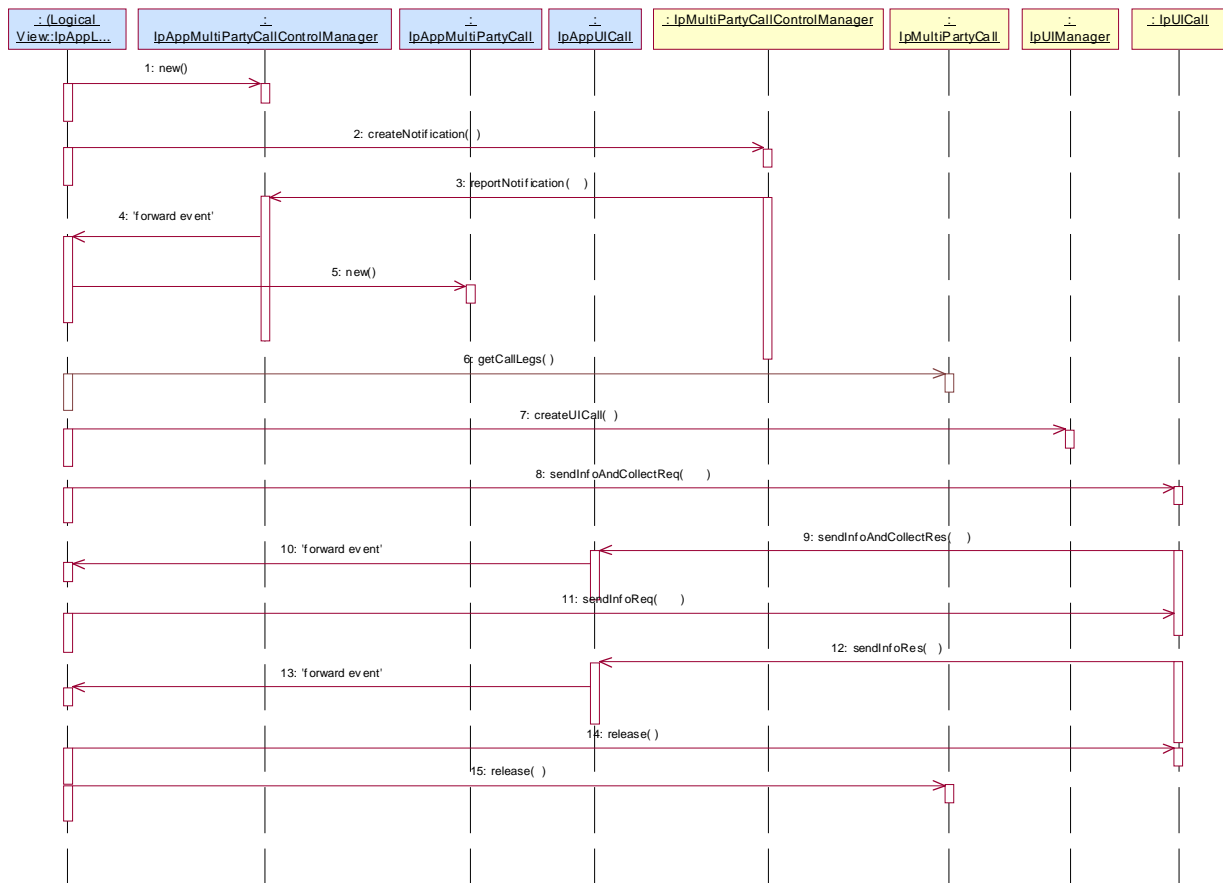 : (Logical
View::IpAppL...
:
IpAppMultiPartyCallControlManager
:
IpAppMultiPartyCall
:
IpAppUICall
: IpMultiPartyCallControlManager
:
IpMultiPartyCall
:
IpUIManager
: IpUICall
1: new()
2: createNotification( )
3: reportNotification( )
4: 'forward event'
5: new()
6: getCallLegs( )
7: createUICall( )
8: sendInfoAndCollectReq( )
9: sendInfoAndCollectRes( )
10: 'forward event'
11: sendInfoReq( )
12: sendInfoRes( )
13: 'forward event'
14: release( )
15: release( )